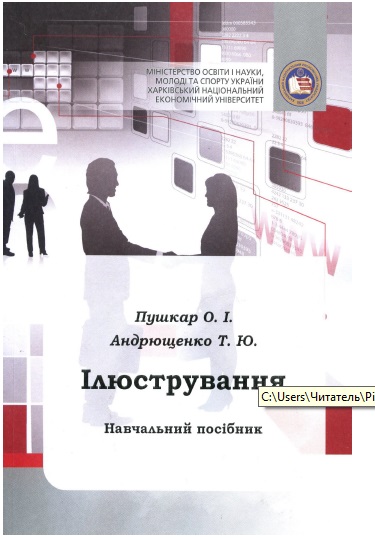 МІНІСТЕРСТВО ОСВІТИ І НАУКИ,
МОЛОДІ ТА СПОРТУ УКРАЇНИ
ХАРКІВСЬКИЙ НАЦІОНАЛЬНИЙ
ЕКОНОМІЧНИЙ УНІВЕРСИТЕТ
www
Пушкар О. І.
Андрющенко Т. Ю.
Ілюстрування
C:\Users\Читатель\Pi
Навчальний посібник